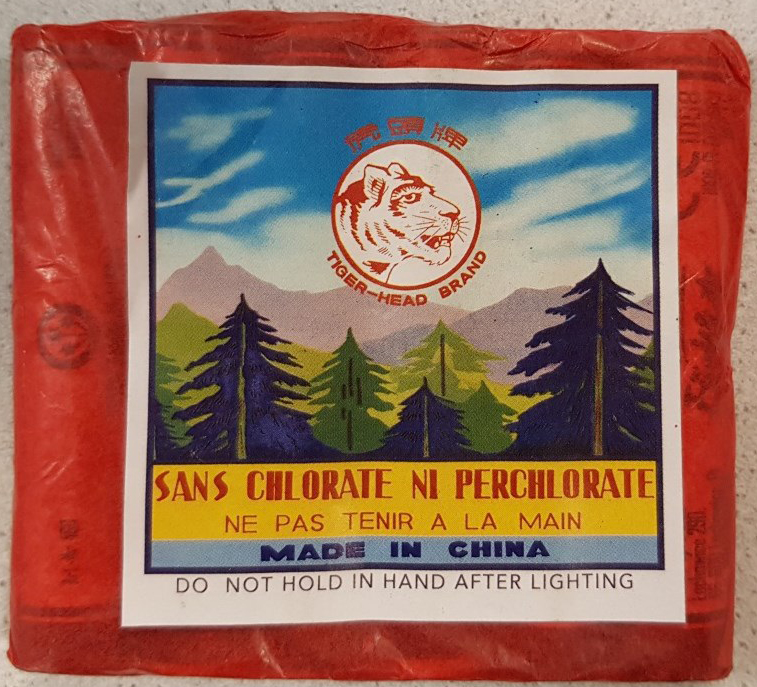 虎頭牌
TIGER-HEAD BRAND
SANS CHLORATE NI PERCHLORATE
NE PAS TENIR A LA MAIN
MADE IN CHINA
DO NOT HOLD IN HAND AFTER LIGHTING